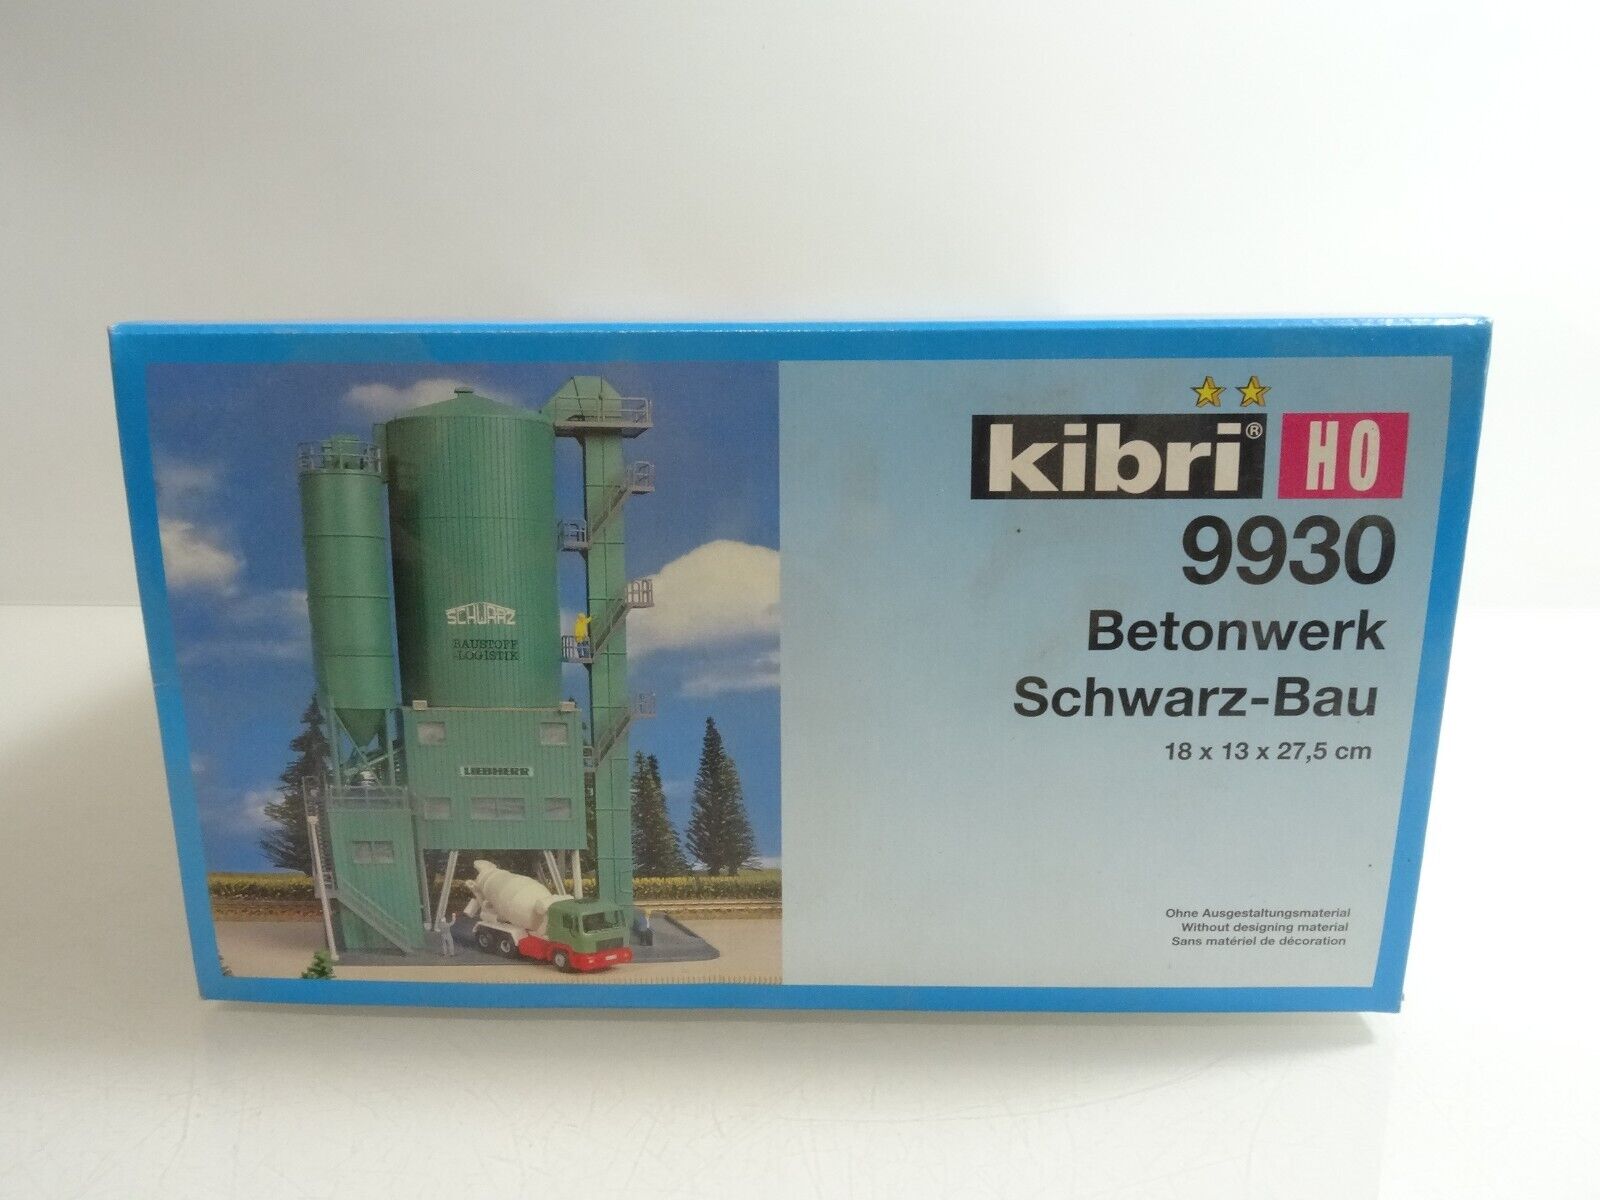 kibri® H0
9930
Betonwerk
Schwarz-Bau
18 x 13 x 27,5 cm
Ohne Ausgestaltungsmaterial
Without designing material
Sans matériel de décoration
SCHWARZ
BAUSTOFF
-LOGISTIK
LIEBHERR